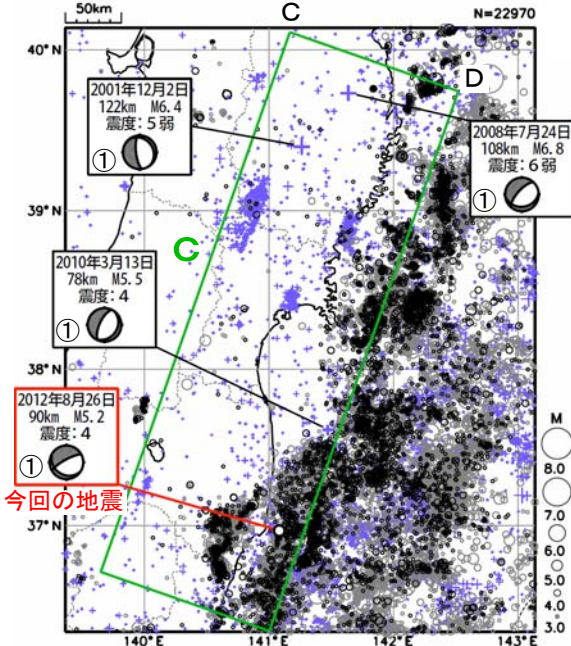 50km
C
N=22970
40°N
D
2001年12月2日
122km M6.4
震度:5弱
①
2008年7月24日
108km M6.8
震度:6弱
①
39°N
C
2010年3月13日
78km M5.5
震度:4
①
38°N
2012年8月26日
90km M5.2
震度:4
①
今回の地震
M
8.0
7.0
6.0
5.0
4.0
3.0
37°N
140°E
141°E
142°E
143°E